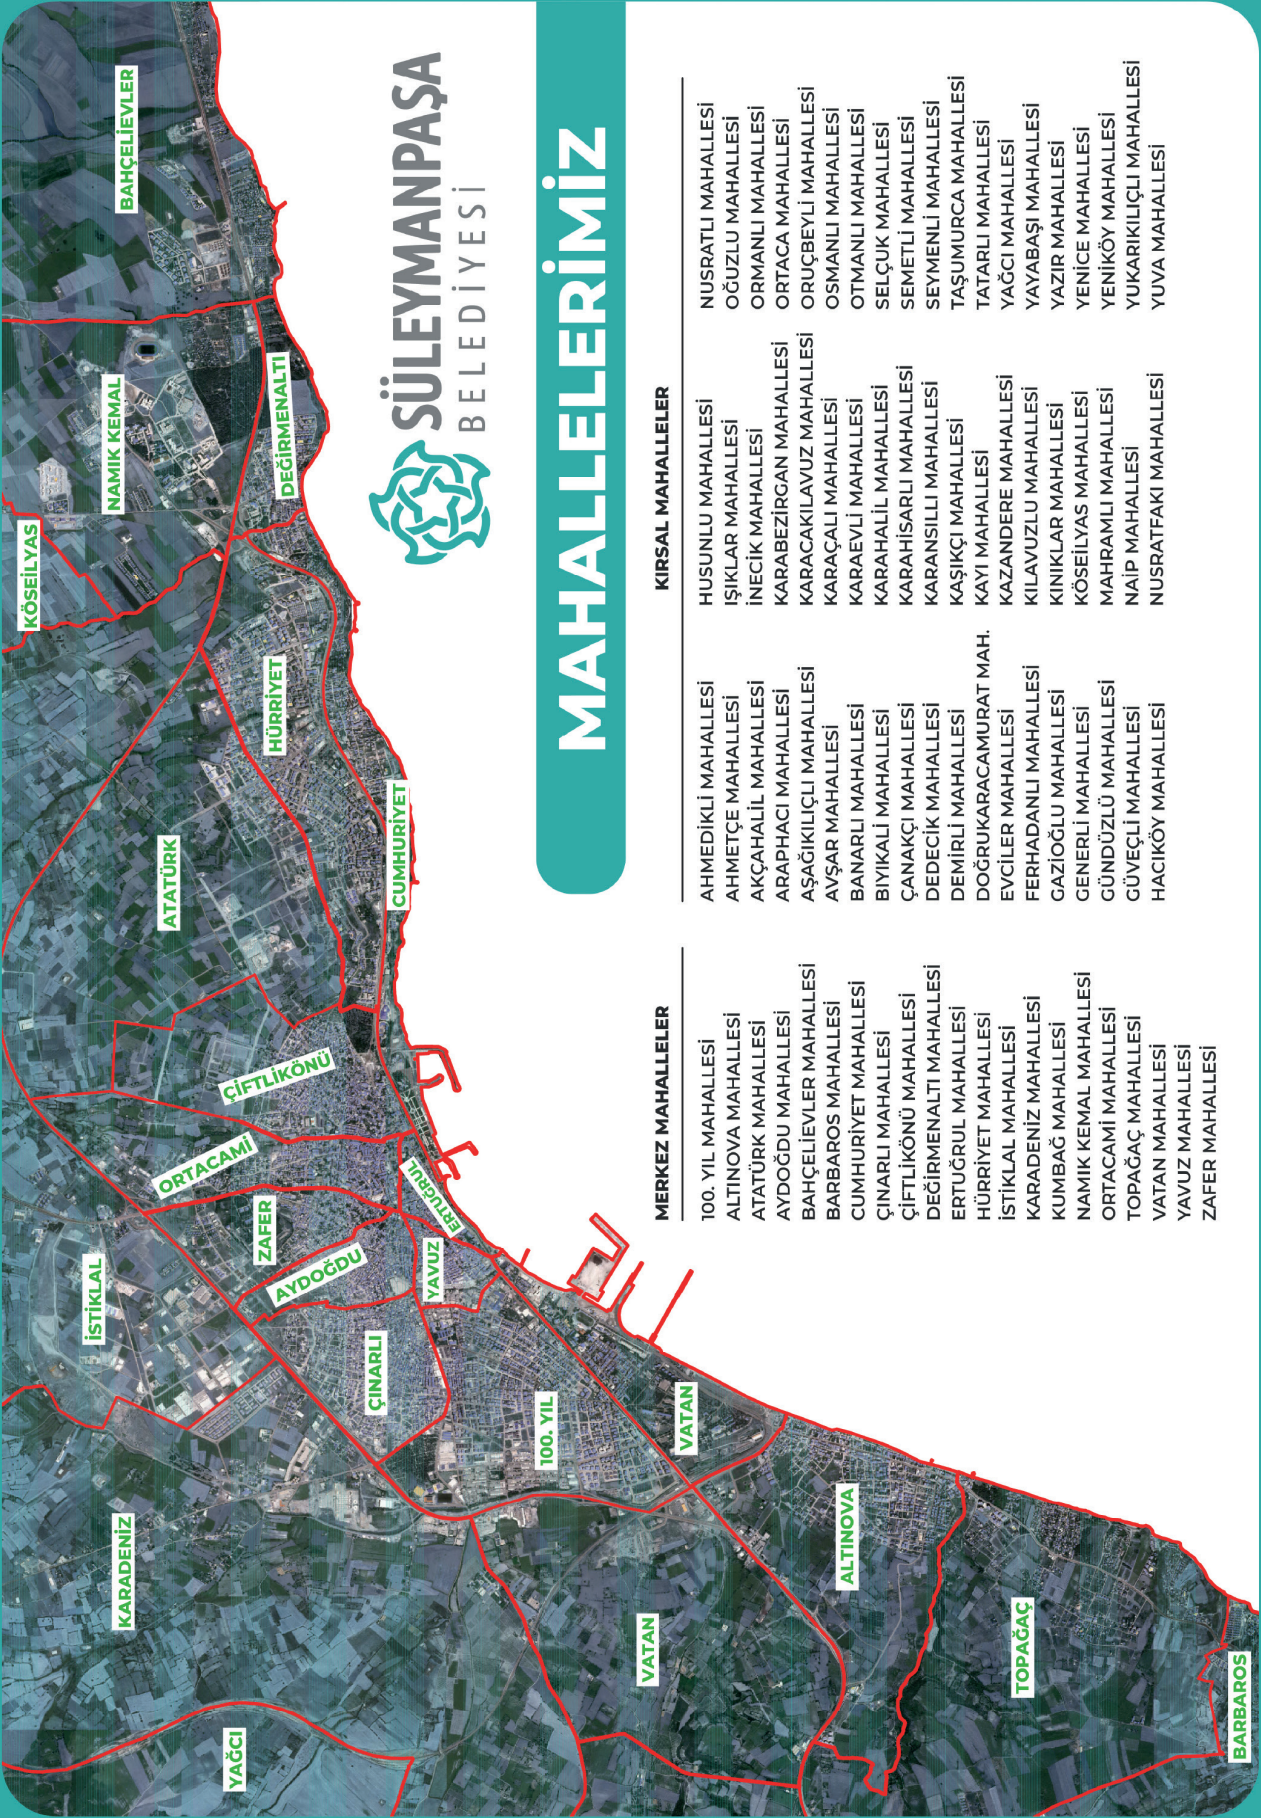 BARBAROS
TOPAĞAÇ
ALTINOVA
VATAN
VATAN
100. YIL
YAĞCI
KARADENİZ
İSTİKLAL
ÇINARLI
YAVUZ
AYDOĞDU
ZAFER
ERTUĞRUL
ORTACAMİ
ÇİFTLİKÖNÜ
ATATÜRK
CUMHURİYET
HÜRRİYET
KÖSEİLYAS
NAMIK KEMAL
DEĞİRMENALTI
BAHÇELİEVLER
SÜLEYMANPAŞA
BELEDİYESİ
MAHALLELERİMİZ
MERKEZ MAHALLELER
100. YIL MAHALLESİ
ALTINOVA MAHALLESİ
ATATÜRK MAHALLESİ
AYDOĞDU MAHALLESİ
BAHÇELİEVLER MAHALLESİ
BARBAROS MAHALLESİ
CUMHURİYET MAHALLESİ
ÇINARLI MAHALLESİ
ÇİFTLİKÖNÜ MAHALLESİ
DEĞİRMENALTI MAHALLESİ
ERTUĞRUL MAHALLESİ
HÜRRİYET MAHALLESİ
İSTİKLAL MAHALLESİ
KARADENİZ MAHALLESİ
KUMBAĞ MAHALLESİ
NAMIK KEMAL MAHALLESİ
ORTACAMİ MAHALLESİ
TOPAĞAÇ MAHALLESİ
VATAN MAHALLESİ
YAVUZ MAHALLESİ
ZAFER MAHALLESİ
KIRSAL MAHALLELER
AHMEDİKLİ MAHALLESİ
AHMETÇE MAHALLESİ
AKÇAHALİL MAHALLESİ
ARAPHACI MAHALLESİ
AŞAĞIKILIÇLI MAHALLESİ
AVŞAR MAHALLESİ
BANARLI MAHALLESİ
BIYIKALİ MAHALLESİ
ÇANAKÇI MAHALLESİ
DEDECİK MAHALLESİ
DEMİRLİ MAHALLESİ
DOĞRUKARACAMURAT MAH.
EVCİLER MAHALLESİ
FERHADANLI MAHALLESİ
GAZİOĞLU MAHALLESİ
GENERLİ MAHALLESİ
GÜNDÜZLÜ MAHALLESİ
GÜVEÇLİ MAHALLESİ
HACIKÖY MAHALLESİ
HUSUNLU MAHALLESİ
IŞIKLAR MAHALLESİ
İNECİK MAHALLESİ
KARABEZİRGAN MAHALLESİ
KARACAKILAVUZ MAHALLESİ
KARAÇALI MAHALLESİ
KARAEVLİ MAHALLESİ
KARAHALİL MAHALLESİ
KARAHİSARLI MAHALLESİ
KARANSILLI MAHALLESİ
KAŞIKÇI MAHALLESİ
KAYI MAHALLESİ
KAZANDERE MAHALLESİ
KILAVUZLU MAHALLESİ
KINIKLAR MAHALLESİ
KÖSEİLYAS MAHALLESİ
MAHRAMLI MAHALLESİ
NAİP MAHALLESİ
NUSRATFAKI MAHALLESİ
NUSRATLI MAHALLESİ
OĞUZLU MAHALLESİ
ORMANLI MAHALLESİ
ORTACA MAHALLESİ
ORUÇBEYLİ MAHALLESİ
OSMANLI MAHALLESİ
OTMANLI MAHALLESİ
SELÇUK MAHALLESİ
SEMETLİ MAHALLESİ
SEYMENLİ MAHALLESİ
TAŞUMURCA MAHALLESİ
TATARLI MAHALLESİ
YAĞCI MAHALLESİ
YAYABAŞI MAHALLESİ
YAZIR MAHALLESİ
YENİCE MAHALLESİ
YENİKÖY MAHALLESİ
YUKARIKILIÇLI MAHALLESİ
YUVA MAHALLESİ